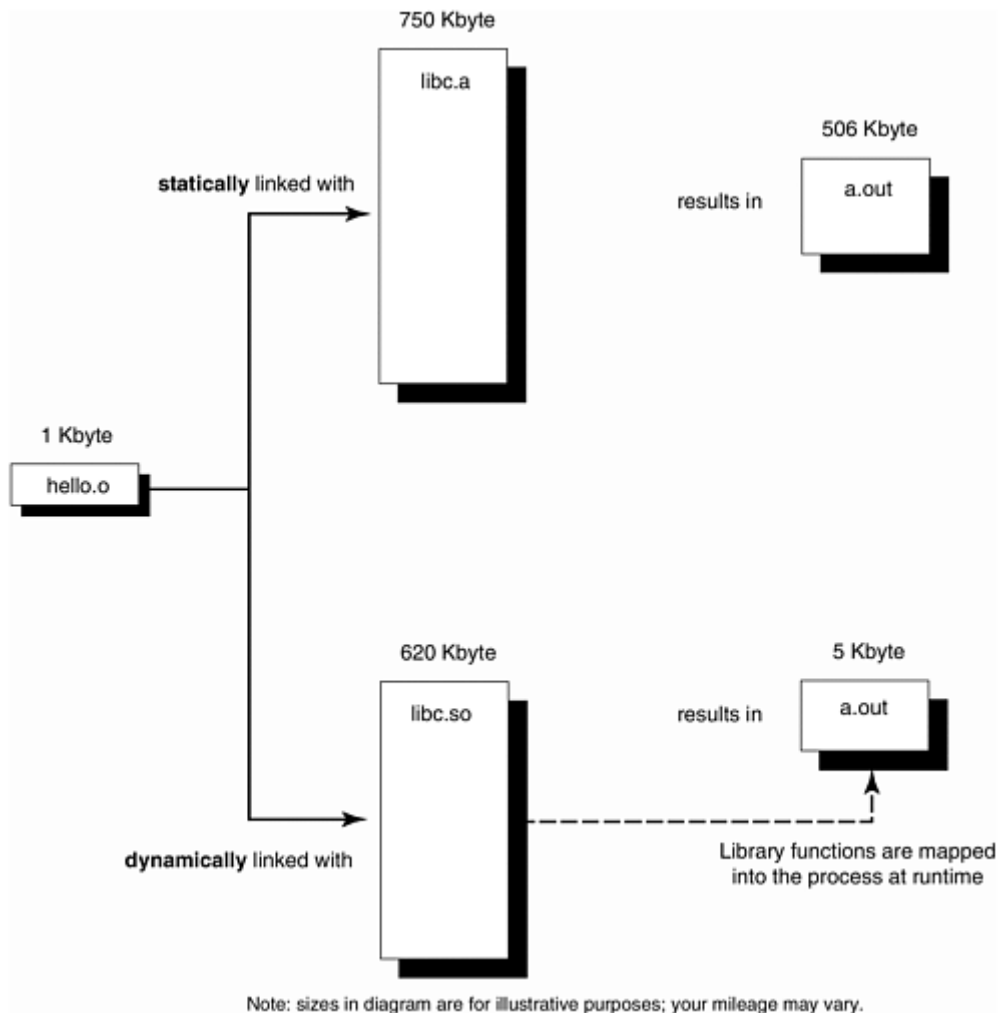 750 Kbyte
libc.a
506 Kbyte
a.out
statically linked with
results in
1 Kbyte
hello.o
620 Kbyte
libc.so
5 Kbyte
a.out
results in
dynamically linked with
Library functions are mapped
into the process at runtime
Note: sizes in diagram are for illustrative purposes; your mileage may vary.